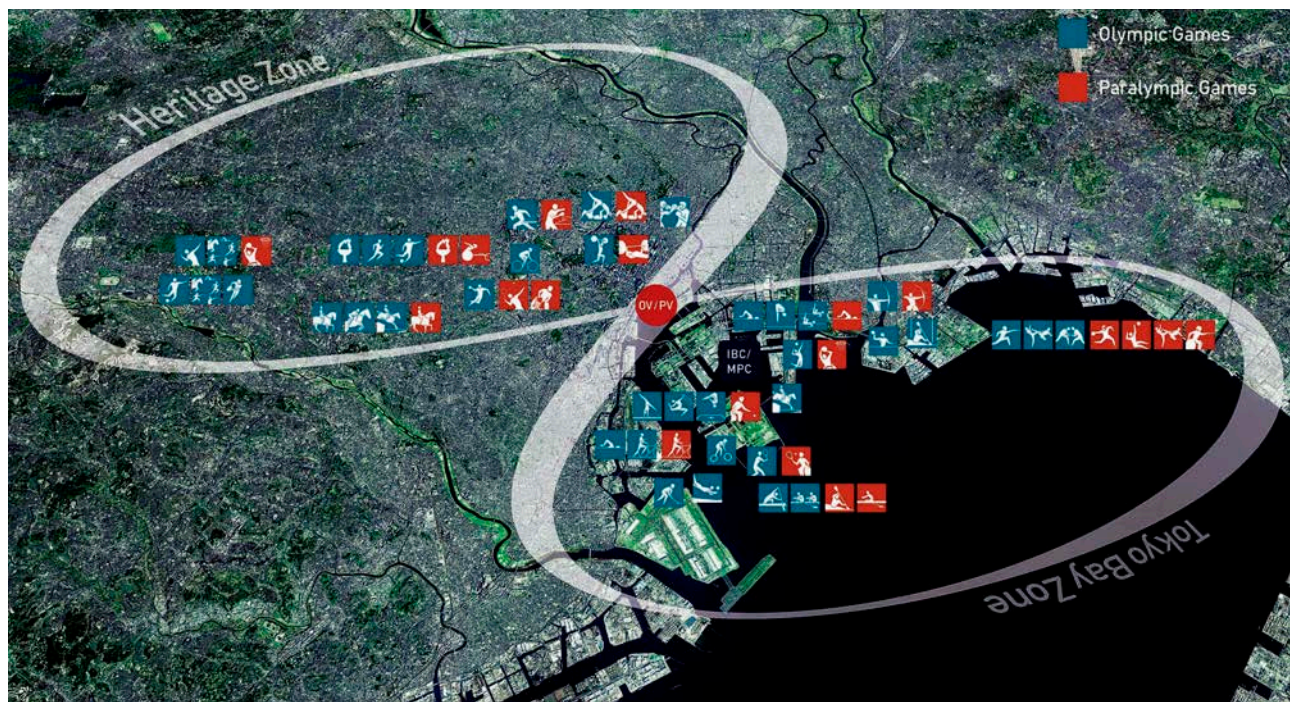 Olympic Games
Paralympic Games
Heritage Zone
OV/PV
IBC/
MPC
Tokyo Bay Zone